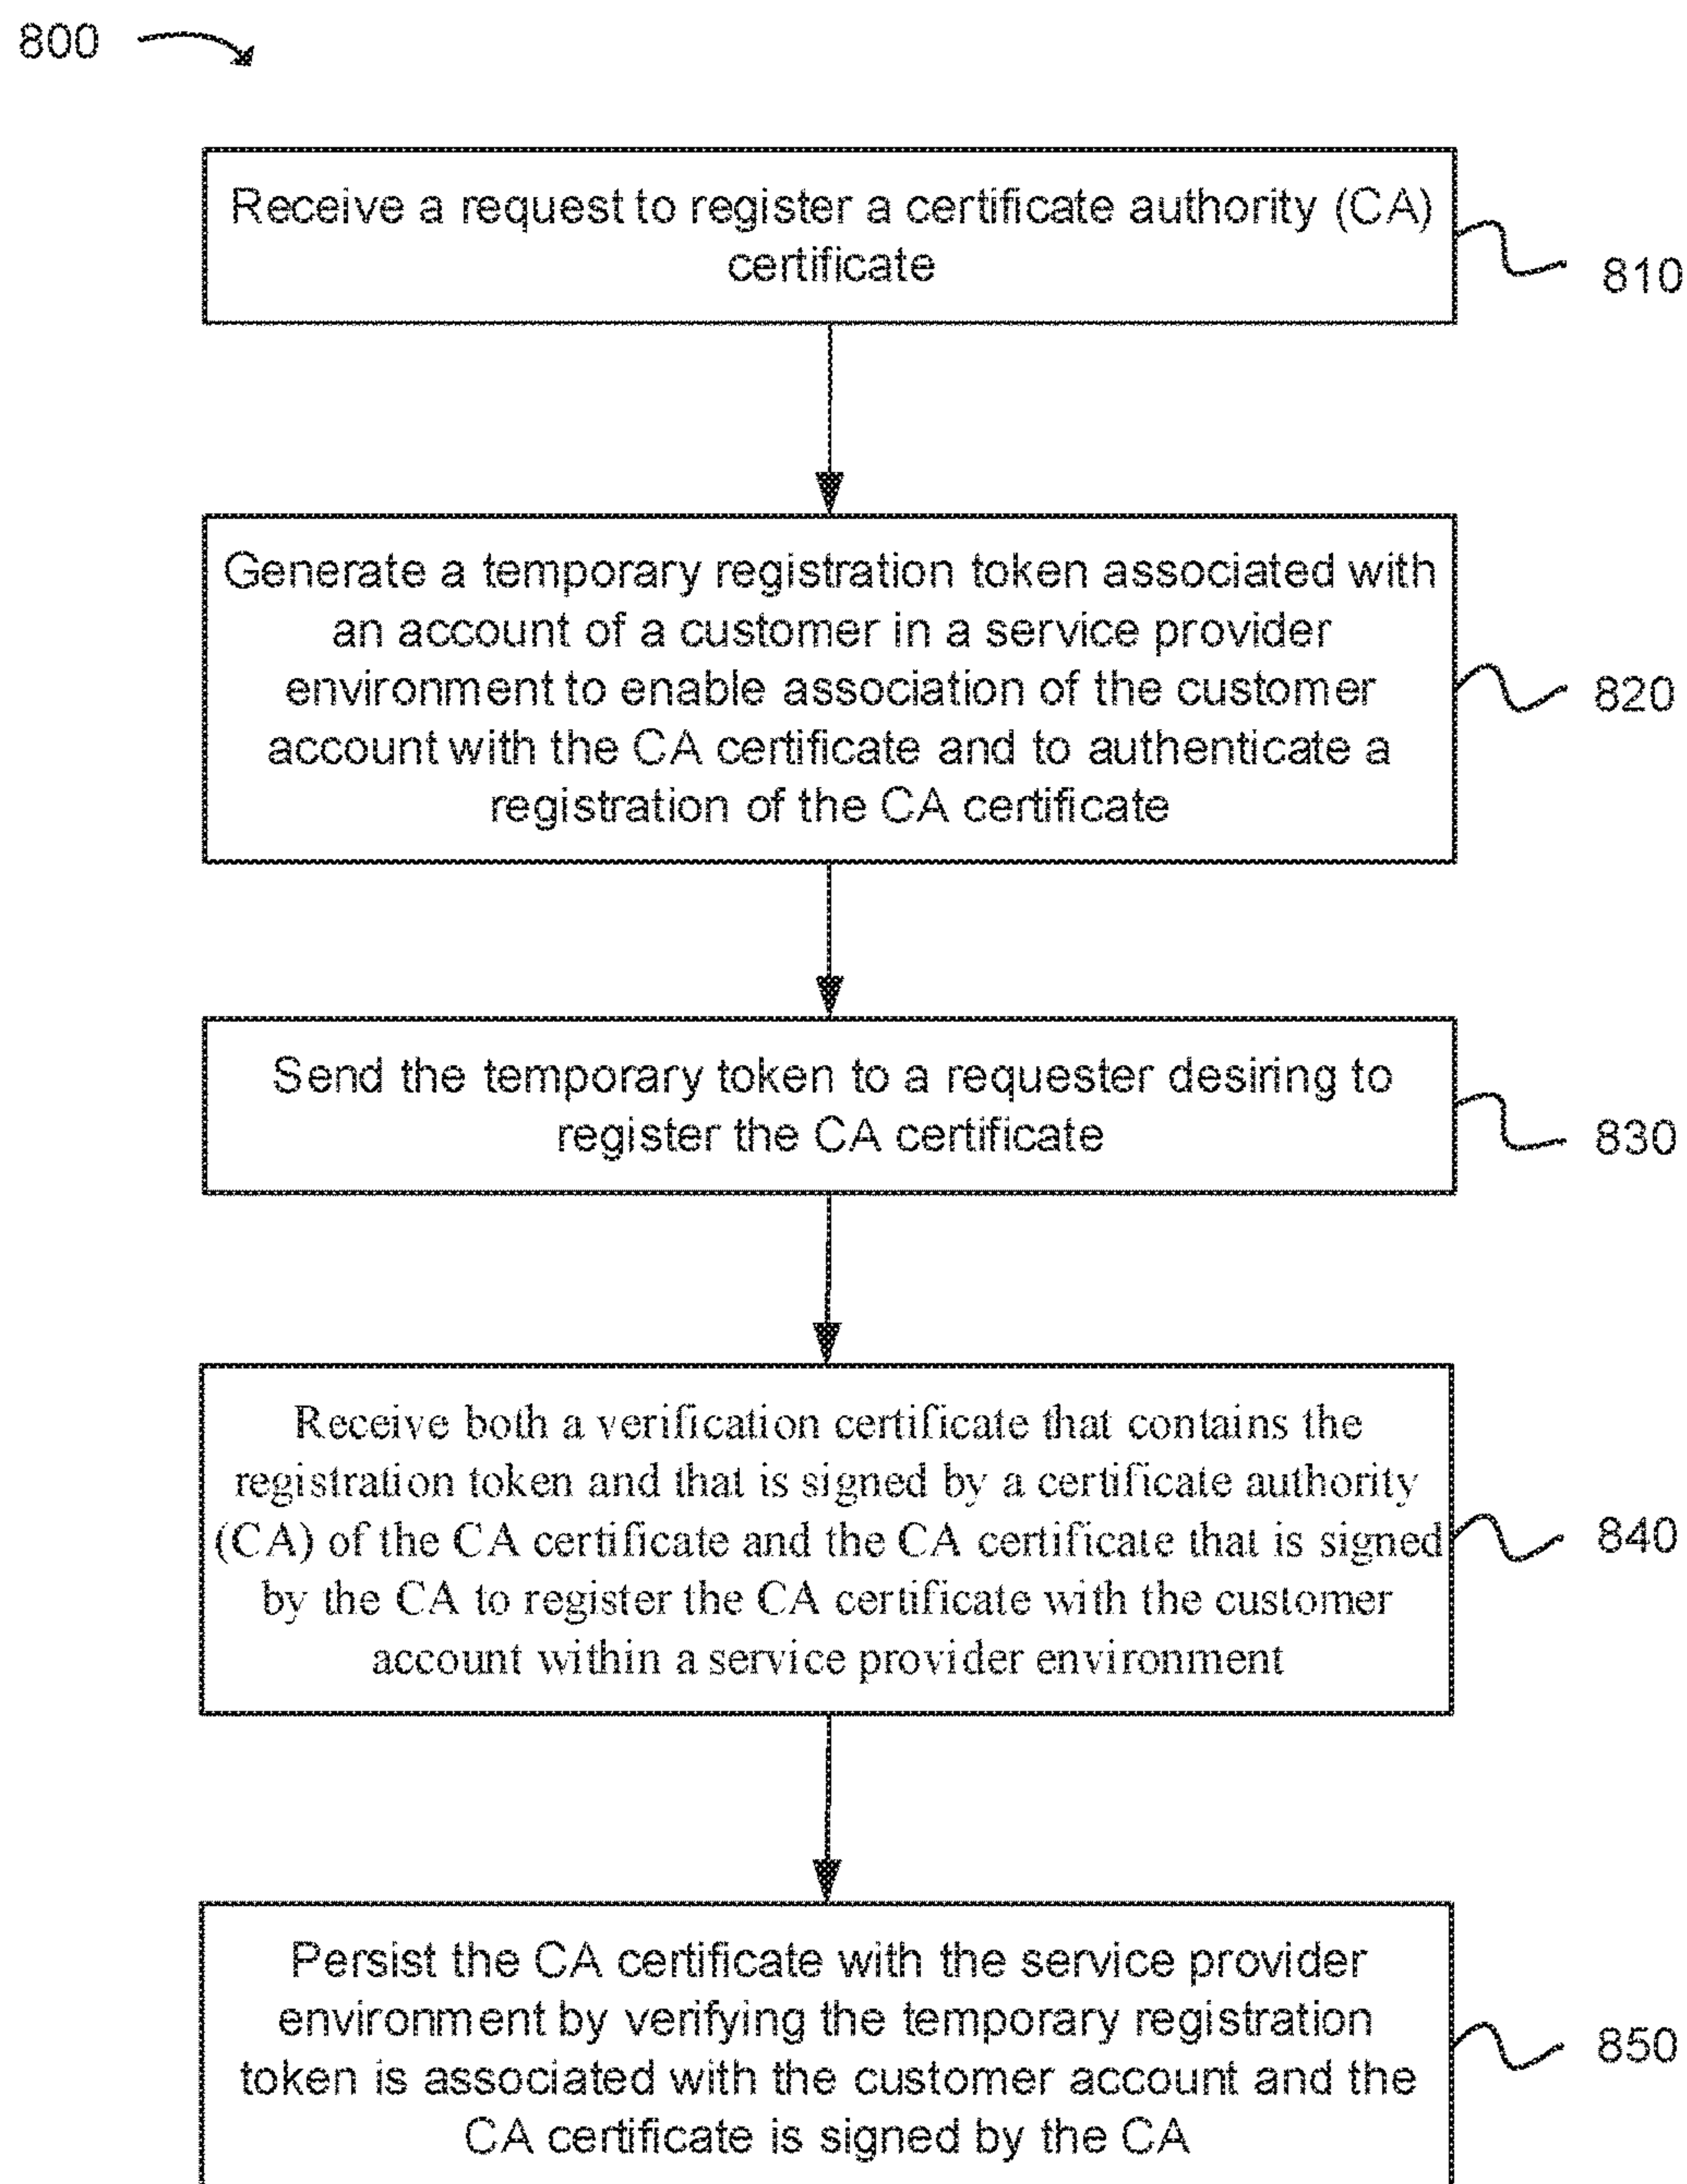 800
Receive a request to register a certificate authority (CA)
certificate
810
Generate a temporary registration token associated with
an account of a customer in a service provider
environment to enable association of the customer
account with the CA certificate and to authenticate a
registration of the CA certificate
820
Send the temporary token to a requester desiring to
register the CA certificate
830
Receive both a verification certificate that contains the
registration token and that is signed by a certificate authority
(CA) of the CA certificate and the CA certificate that is signed
by the CA to register the CA certificate with the customer
account within a service provider environment
840
Persist the CA certificate with the service provider
environment by verifying the temporary registration
token is associated with the customer account and the
CA certificate is signed by the CA
850